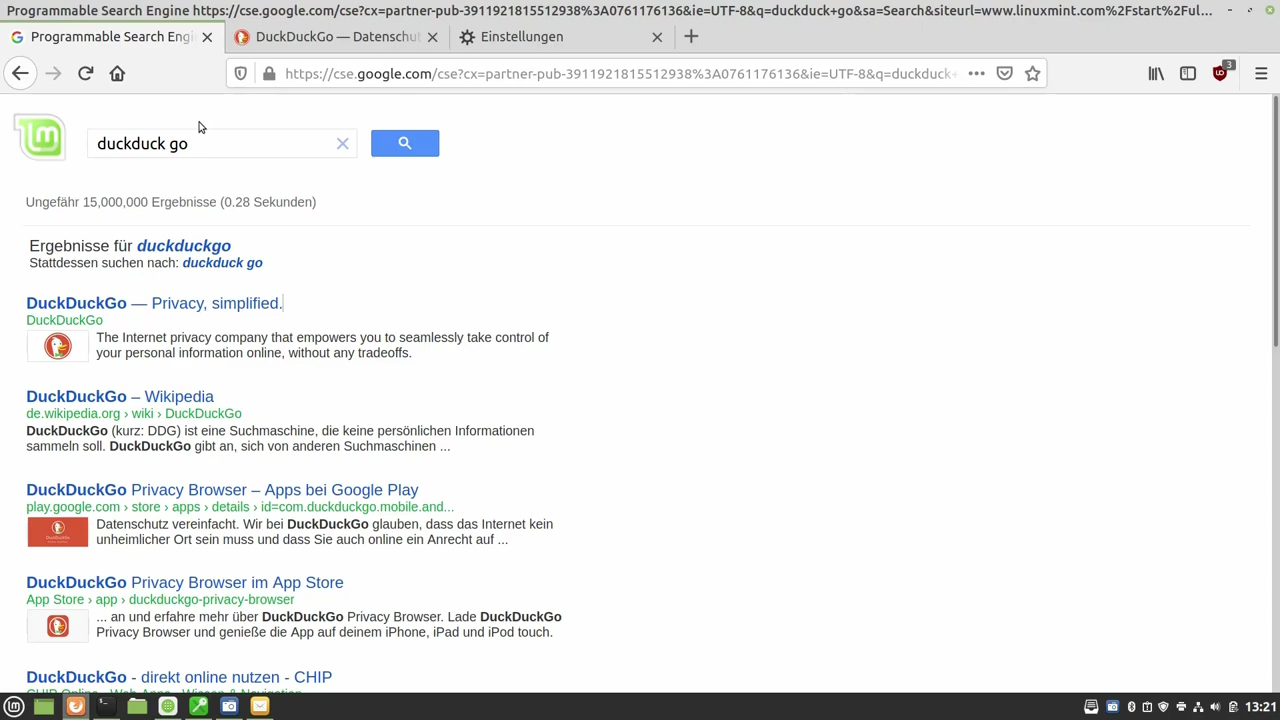 Programmable Search Engine https://cse.google.com/cse?cx=partner-pub-3911921815512938%3A0761176136&ie=UTF-8&q=duckduck+go&sa=Search&siteurl=www.linuxmint.com%2Fstart%2Ful...
Programmable Search Engi
DuckDuckGo — Datenschu
Einstellungen
https://cse.google.com/cse?cx=partner-pub-3911921815512938%3A0761176136&ie=UTF-8&q=duckduck+
3
duckduck go
Ungefähr 15,000,000 Ergebnisse (0.28 Sekunden)
Ergebnisse für duckduckgo
Stattdessen suchen nach: duckduck go
DuckDuckGo — Privacy, simplified.
DuckDuckGo
The Internet privacy company that empowers you to seamlessly take control of
your personal information online, without any tradeoffs.
DuckDuckGo – Wikipedia
de.wikipedia.org › wiki › DuckDuckGo
DuckDuckGo (kurz: DDG) ist eine Suchmaschine, die keine persönlichen Informationen
sammeln soll. DuckDuckGo gibt an, sich von anderen Suchmaschinen ...
DuckDuckGo Privacy Browser – Apps bei Google Play
play.google.com › store › apps › details › id=com.duckduckgo.mobile.and...
Datenschutz vereinfacht. Wir bei DuckDuckGo glauben, dass das Internet kein
unheimlicher Ort sein muss und dass Sie auch online ein Anrecht auf ...
DuckDuckGo Privacy Browser im App Store
App Store › app › duckduckgo-privacy-browser
... an und erfahre mehr über DuckDuckGo Privacy Browser. Lade DuckDuckGo
Privacy Browser und genieße die App auf deinem iPhone, iPad und iPod touch.
DuckDuckGo - direkt online nutzen - CHIP
CHIP Online › Web-Apps › Wissen & Navigation
13:21